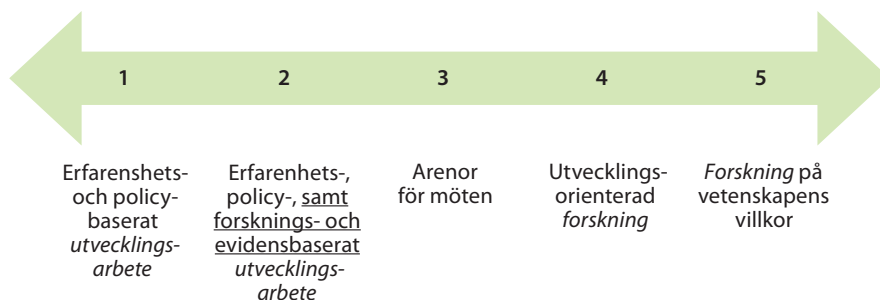 1
2
3
4
5
Erfarenshets-
och policy-
baserat
utvecklings-
arbete
Erfarenhets-,
policy-, samt
forsknings- och
evidensbaserat
utvecklings-
arbete
Arenor
för möten
Utvecklings-
orienterad
forskning
Forskning på
vetenskapens
villkor